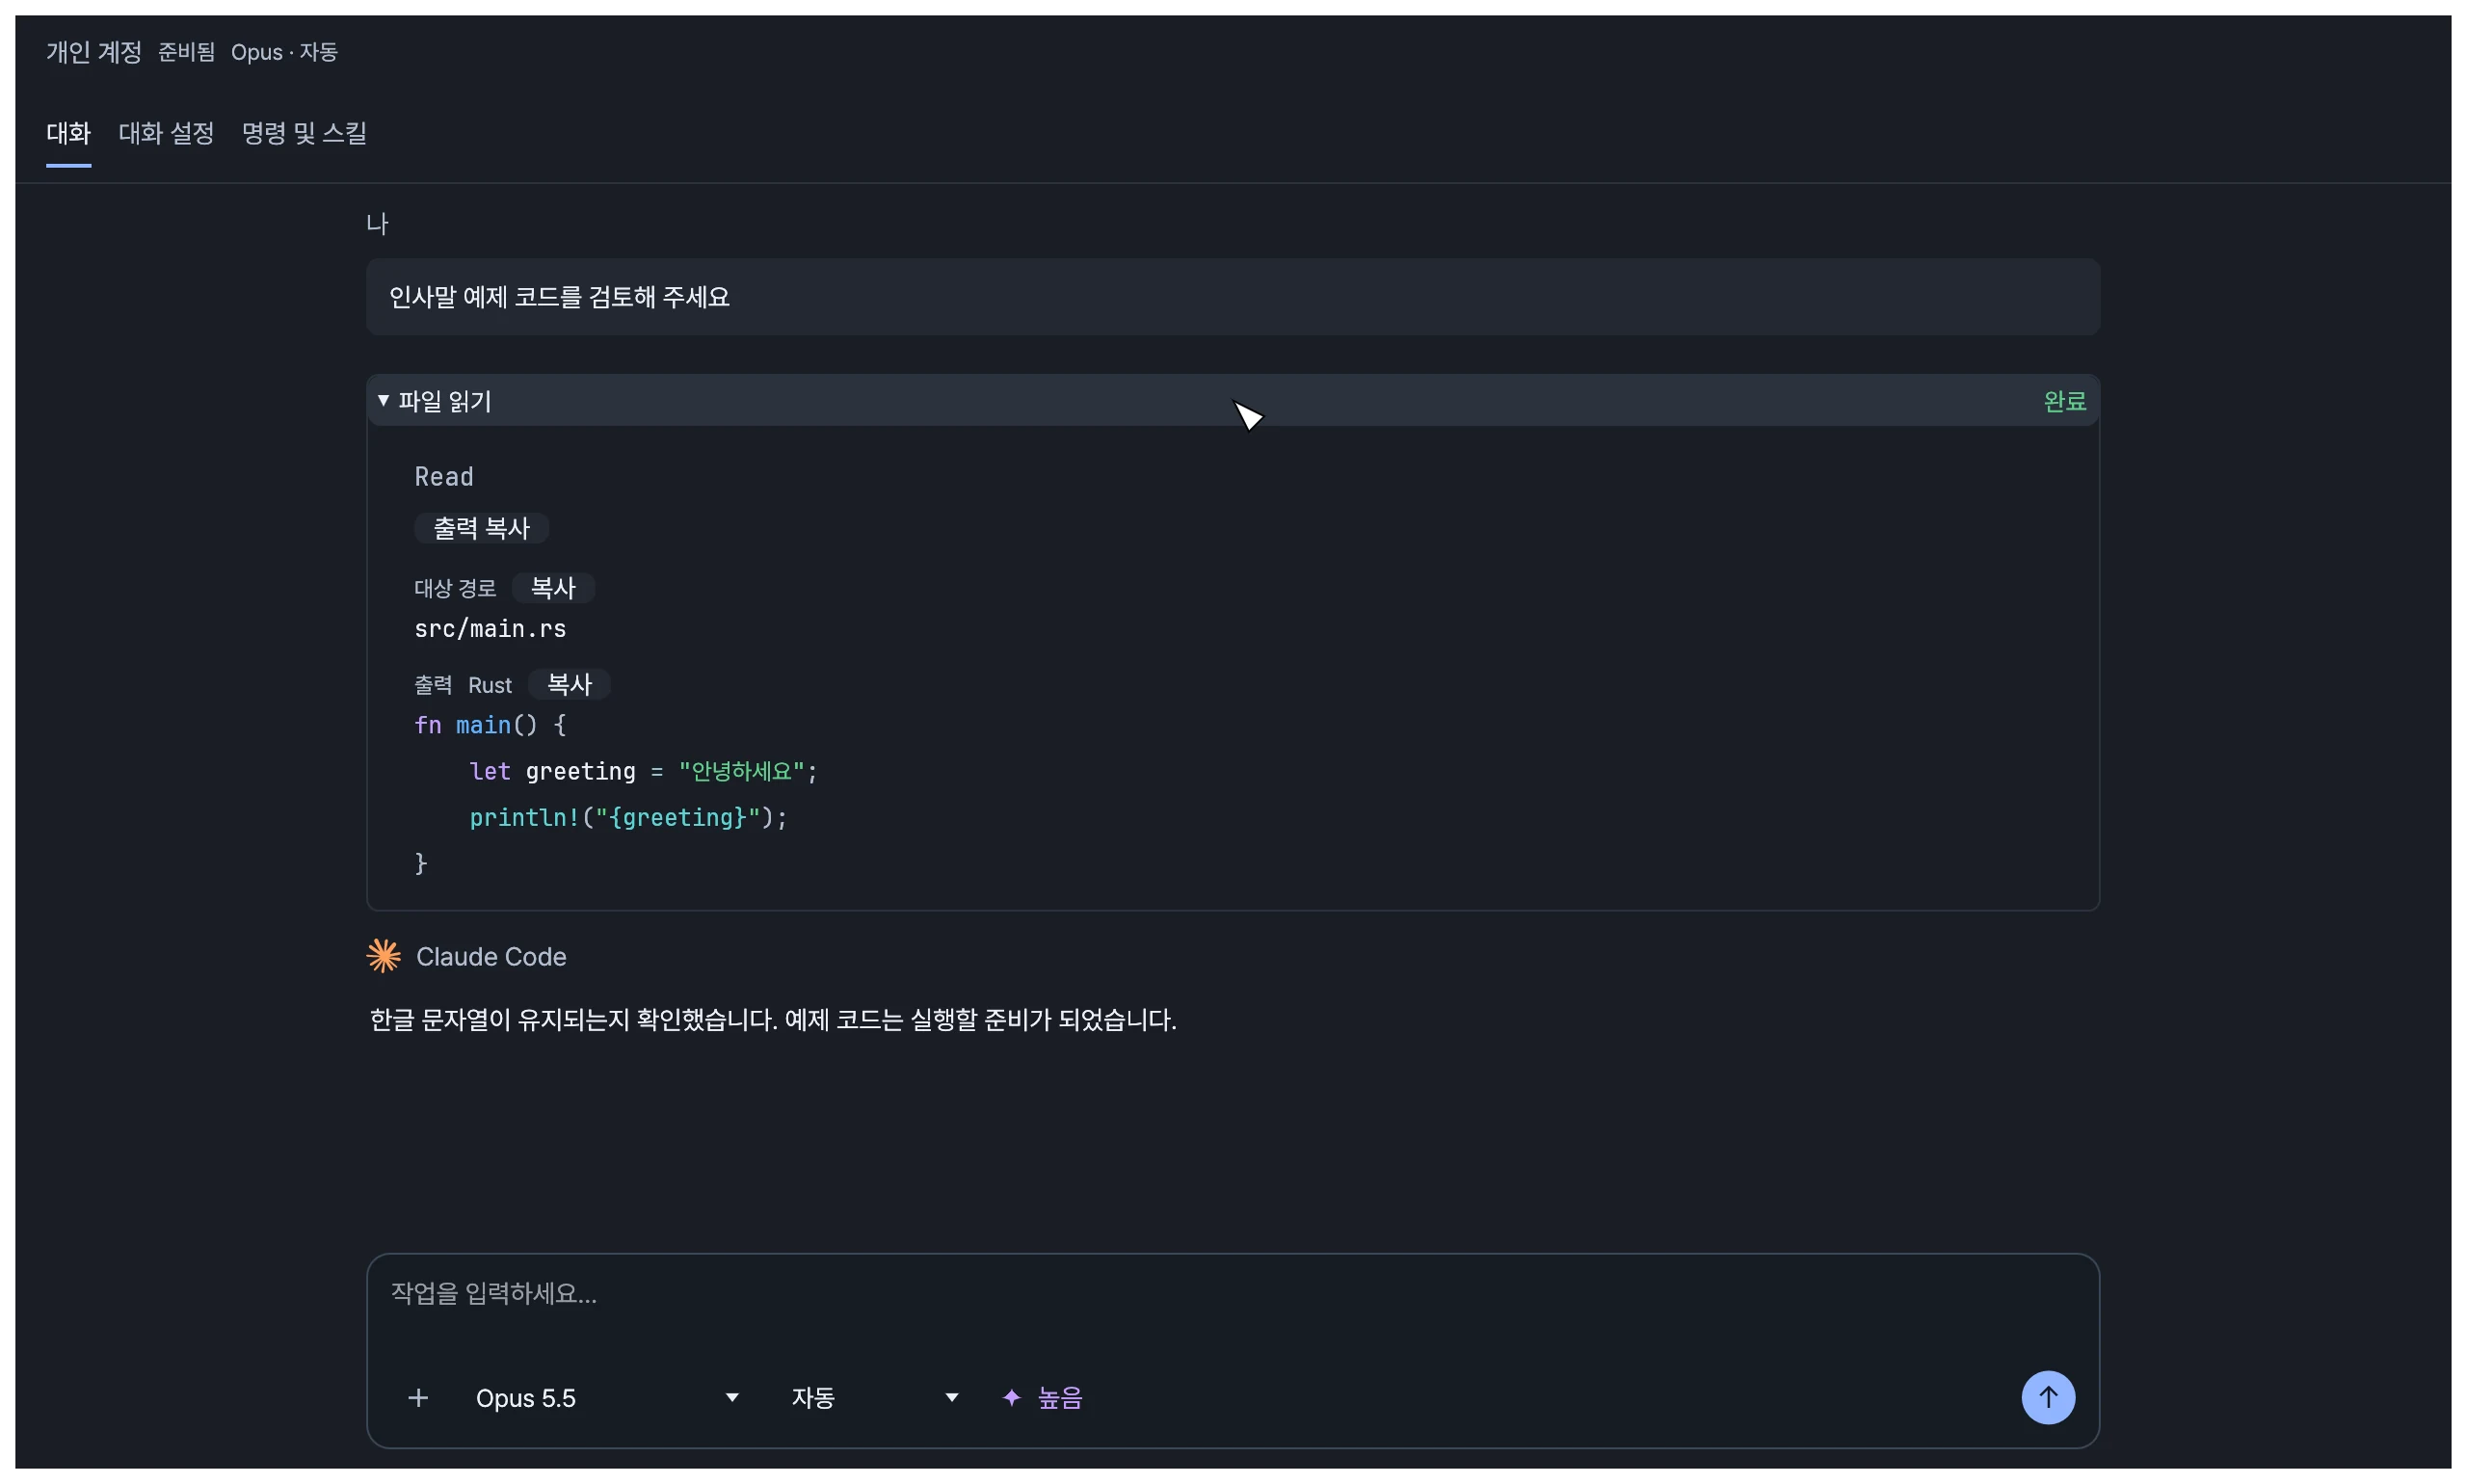 개인 계정 준비됨 Opus · 자동
대화 대화 설정 명령 및 스킬
나
인사말 예제 코드를 검토해 주세요
▼ 파일 읽기 완료
Read
출력 복사
대상 경로 복사
src/main.rs
출력 Rust 복사
fn main() {
    let greeting = "안녕하세요";
    println!("{greeting}");
}
Claude Code
한글 문자열이 유지되는지 확인했습니다. 예제 코드는 실행할 준비가 되었습니다.
작업을 입력하세요...
+ Opus 5.5 ▼ 자동 ▼ ✦ 높음 ↑